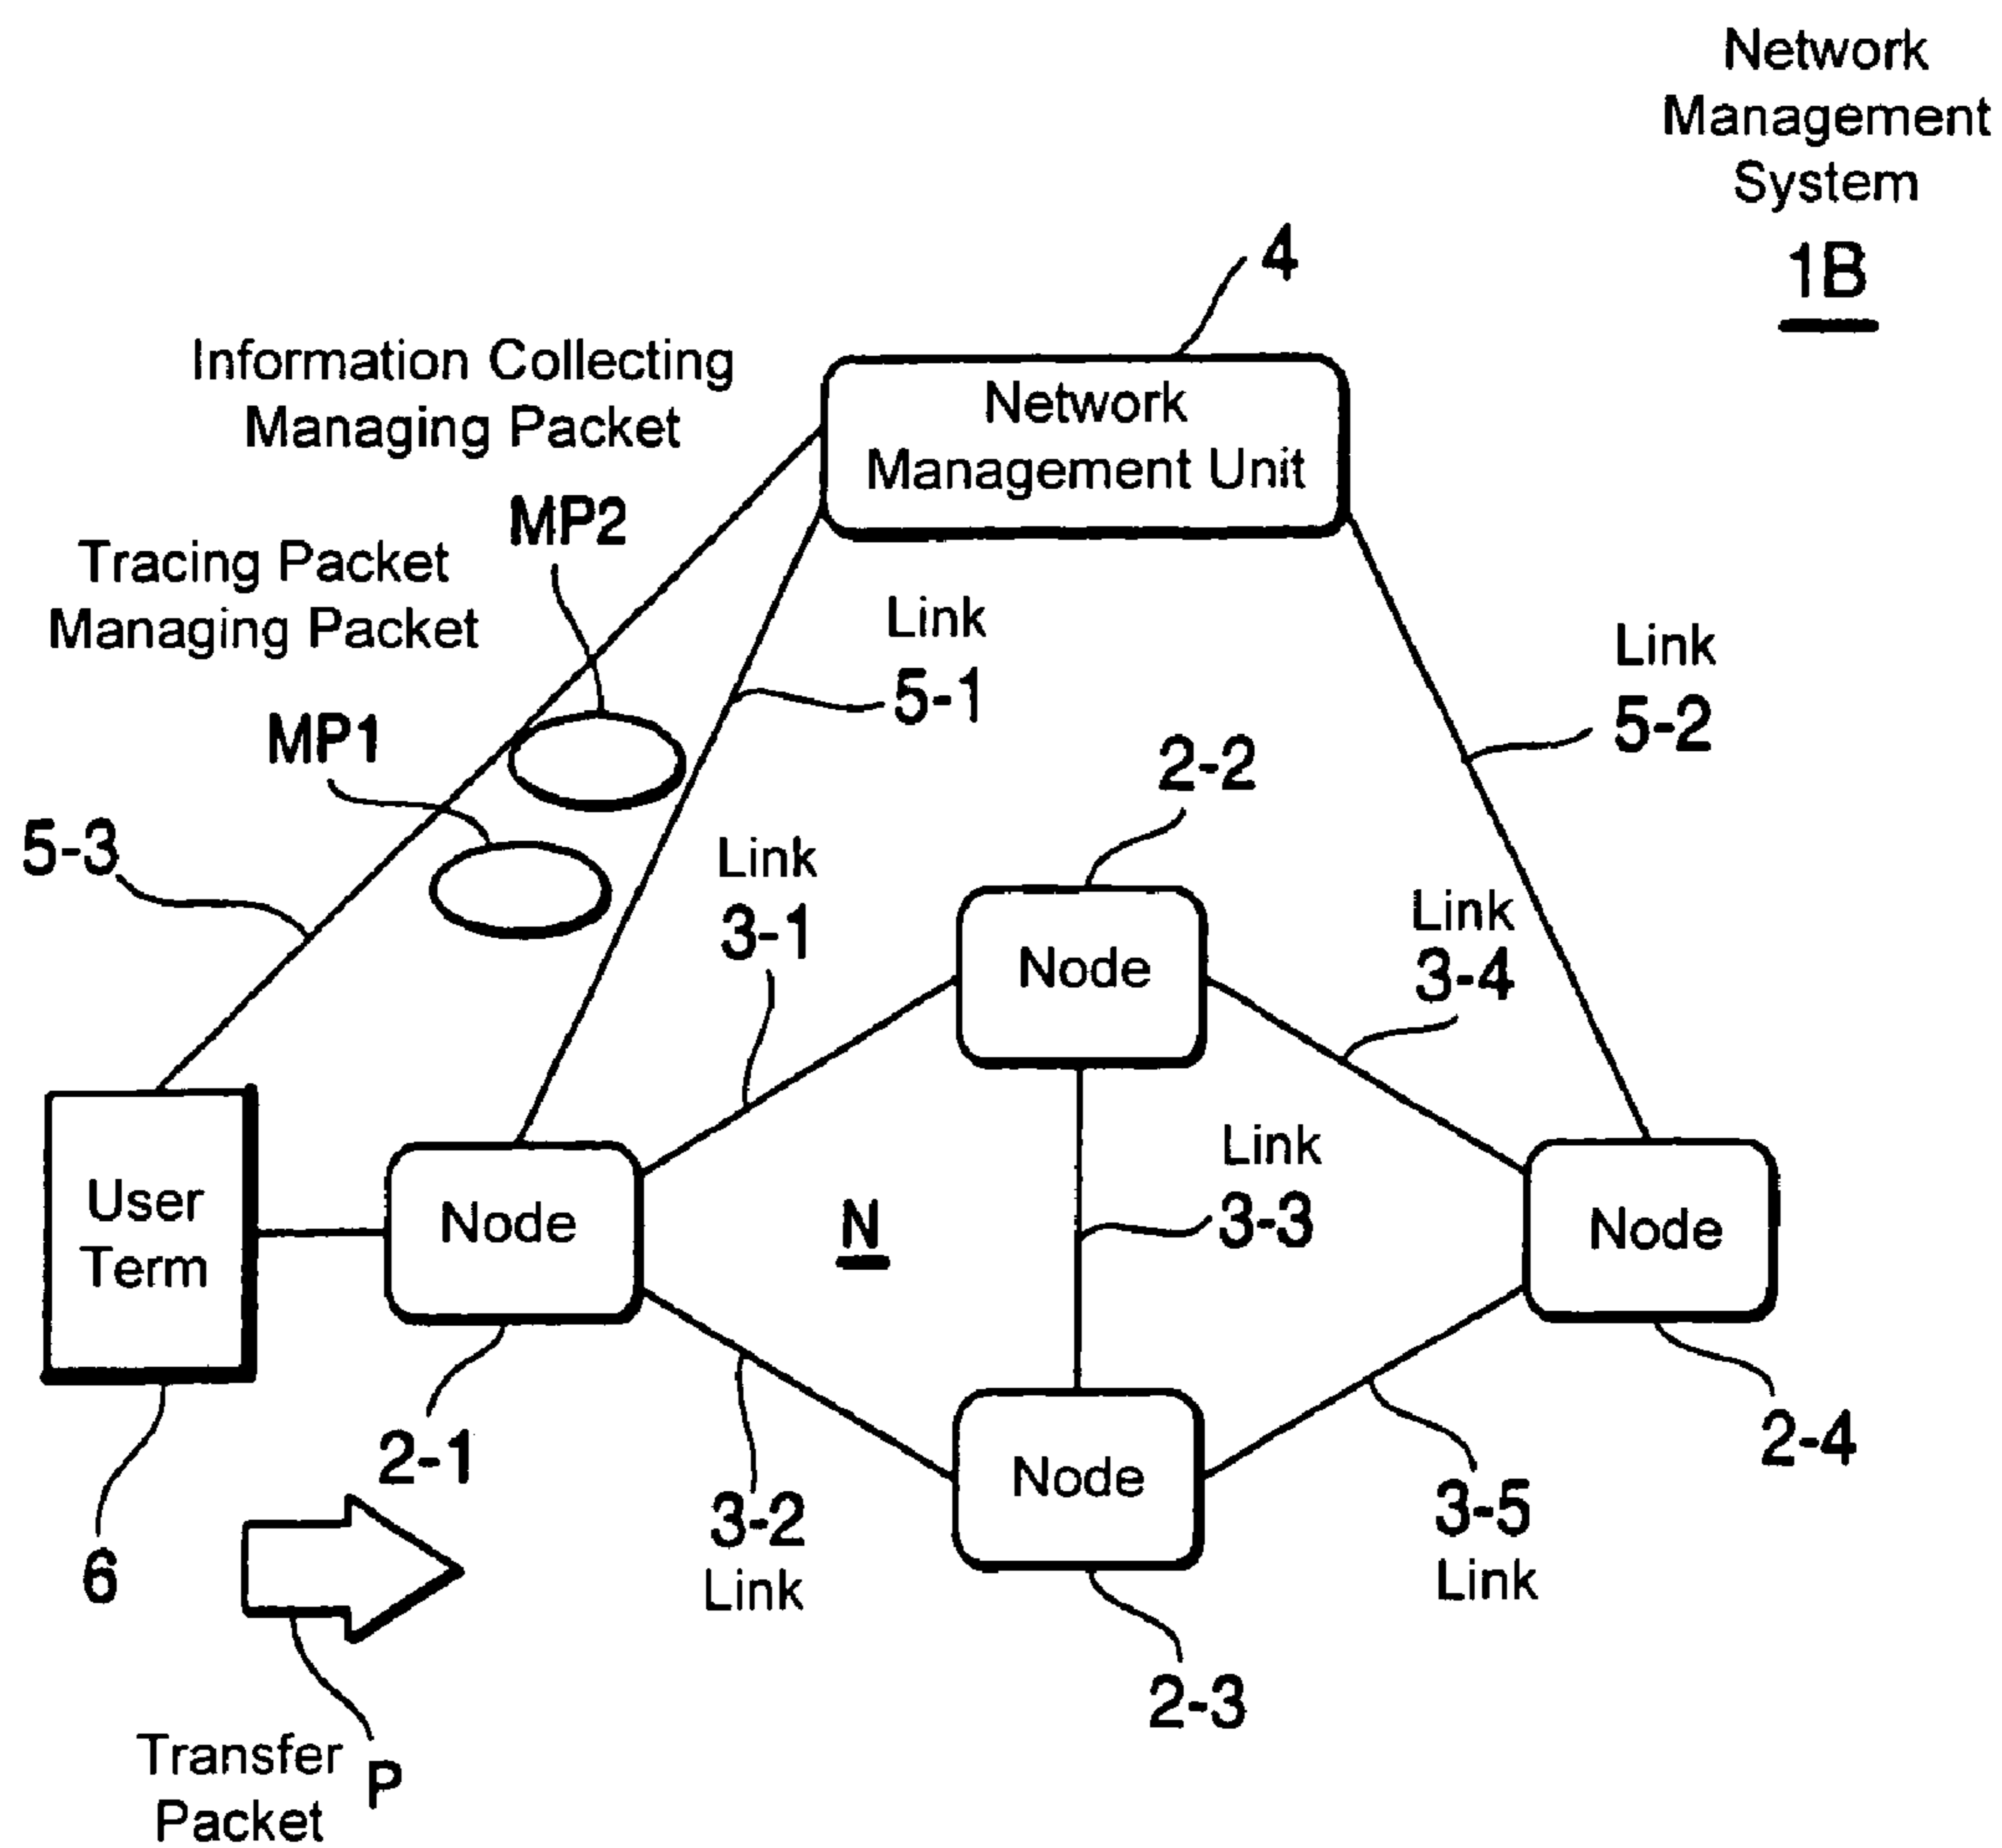 Network
Management
System
1B
4
Information Collecting
Managing Packet
Network
Management Unit
MP2
Tracing Packet
Managing Packet
Link
5-1
Link
5-2
MP1
2-2
5-3
Link
3-1
Link
3-4
Node
Link
3-3
User
Term
Node
N
Node
2-1
2-4
Node
3-2
Link
3-5
Link
6
2-3
Transfer
Packet
P